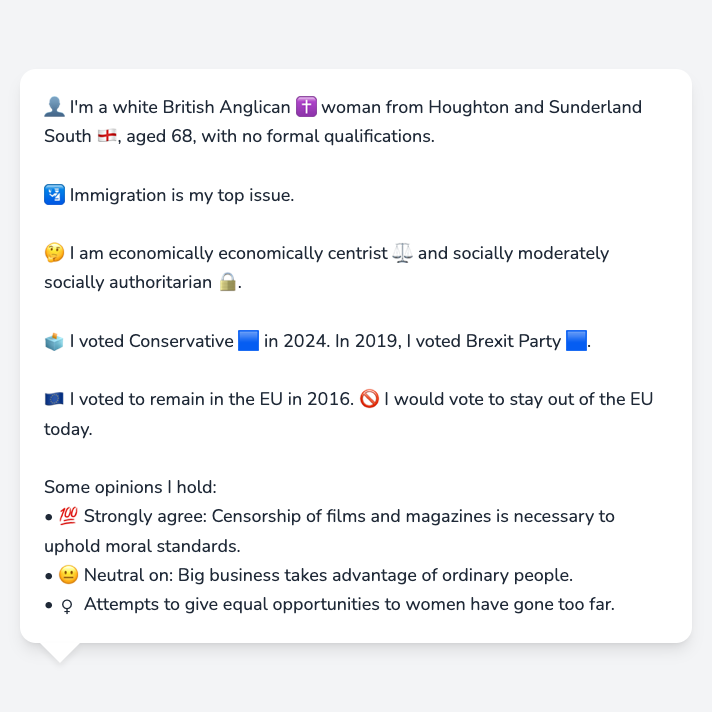 👤 I'm a white British Anglican ✝️ woman from Houghton and Sunderland
South 🏴󠁧󠁢󠁥󠁮󠁧󠁿, aged 68, with no formal qualifications.
🛂 Immigration is my top issue.
🤔 I am economically economically centrist ⚖️ and socially moderately
socially authoritarian 🔒.
🗳️ I voted Conservative 🟦 in 2024. In 2019, I voted Brexit Party 🟦.
🇪🇺 I voted to remain in the EU in 2016. 🚫 I would vote to stay out of the EU
today.
Some opinions I hold:
• 💯 Strongly agree: Censorship of films and magazines is necessary to
uphold moral standards.
• 😐 Neutral on: Big business takes advantage of ordinary people.
• ♀ Attempts to give equal opportunities to women have gone too far.